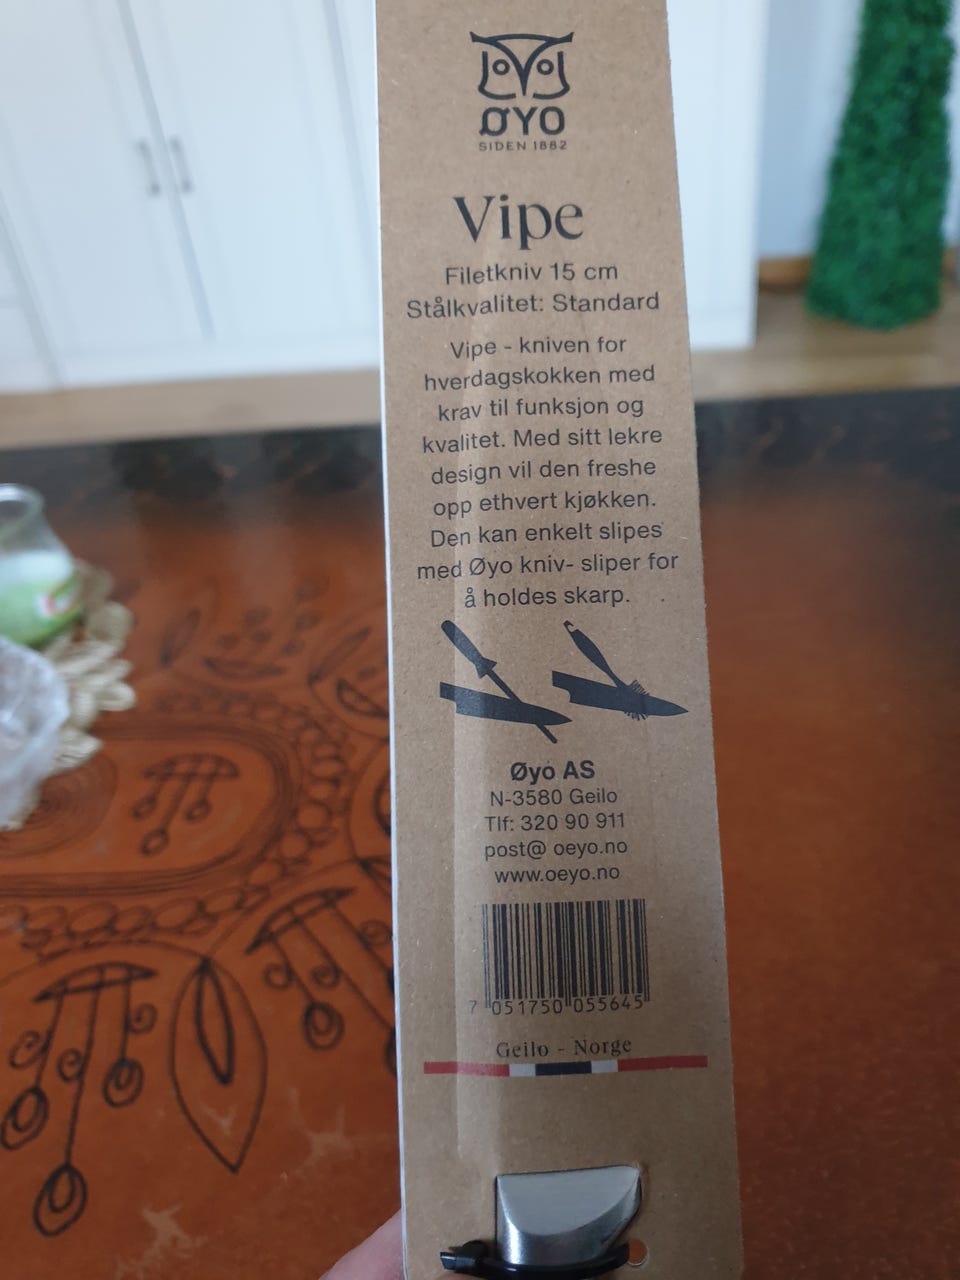 ØYO
SIDEN 1882
Vipe
Filetkniv 15 cm
Stålkvalitet: Standard
Vipe - kniven for
hverdagskokken med
krav til funksjon og
kvalitet. Med sitt lekre
design vil den freshe
opp ethvert kjøkken.
Den kan enkelt slipes
med Øyo kniv- sliper for
å holdes skarp.
Øyo AS
N-3580 Geilo
Tlf: 320 90 911
post@ oeyo.no
www.oeyo.no
7 051750 055645
Geilo - Norge